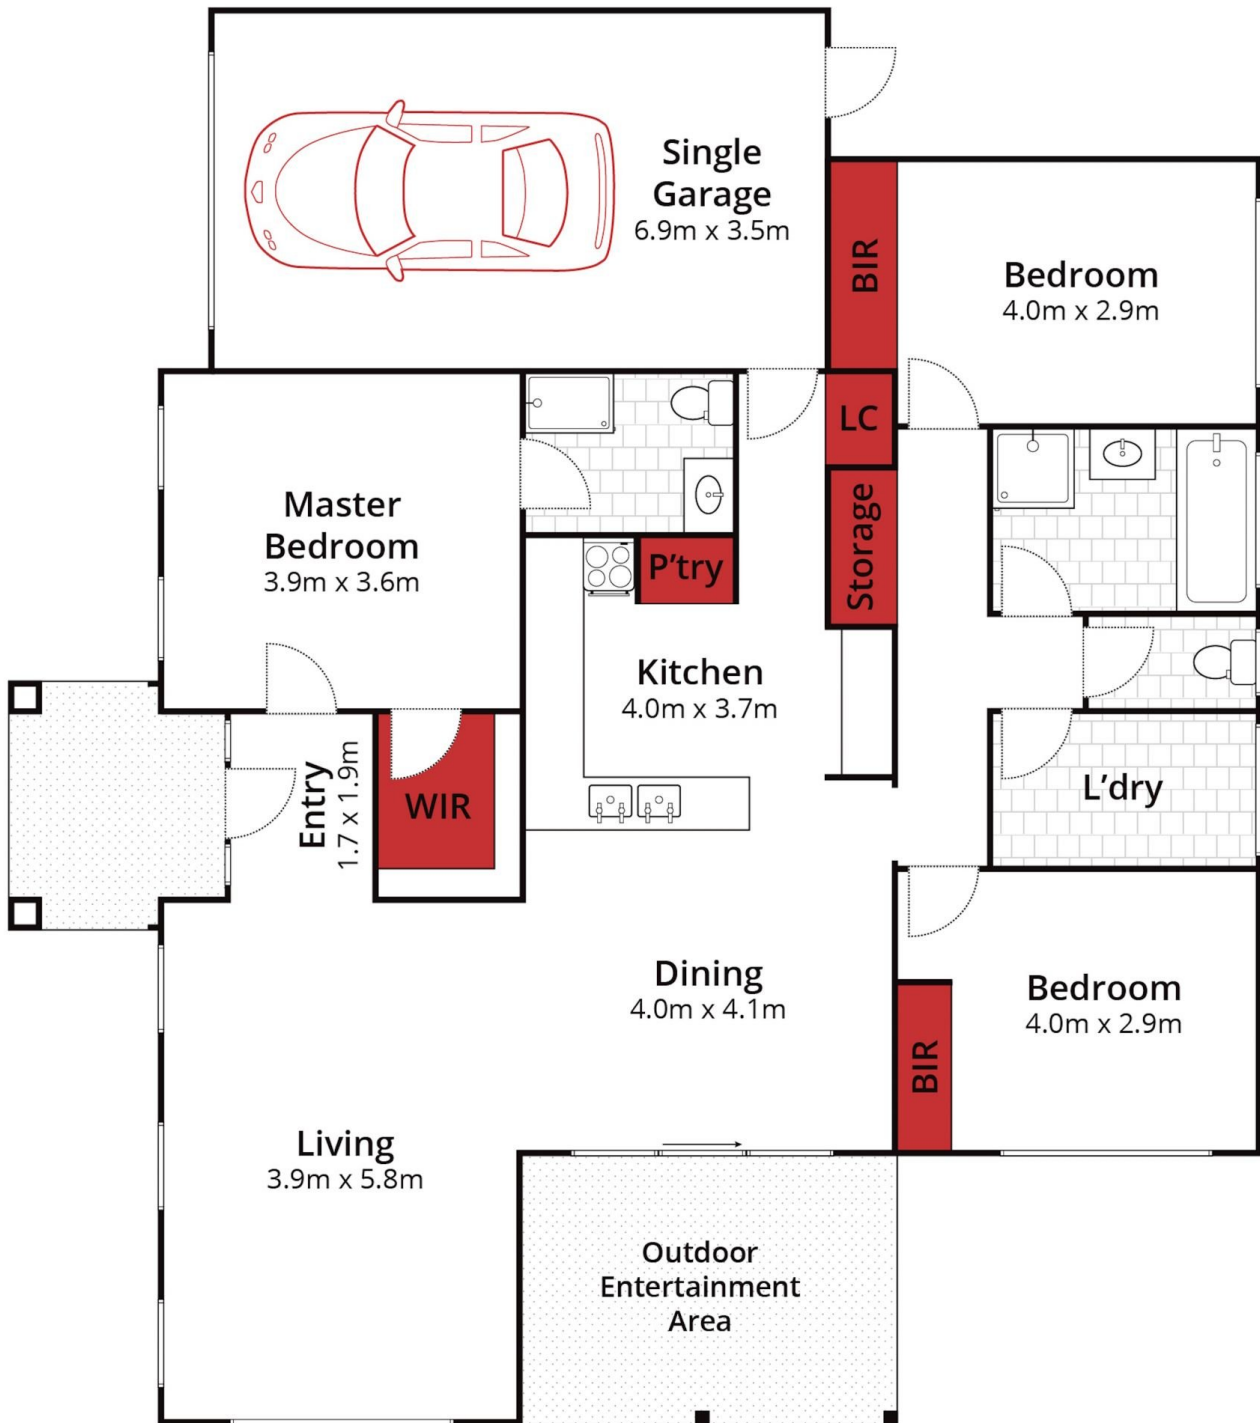 Single
Garage
6.9m x 3.5m
BIR
Bedroom
4.0m x 2.9m
LC
Master
Bedroom
3.9m x 3.6m
P'try
Storage
Kitchen
4.0m x 3.7m
Entry
1.7 x 1.9m
WIR
L'dry
Dining
4.0m x 4.1m
Bedroom
4.0m x 2.9m
BIR
Living
3.9m x 5.8m
Outdoor
Entertainment
Area